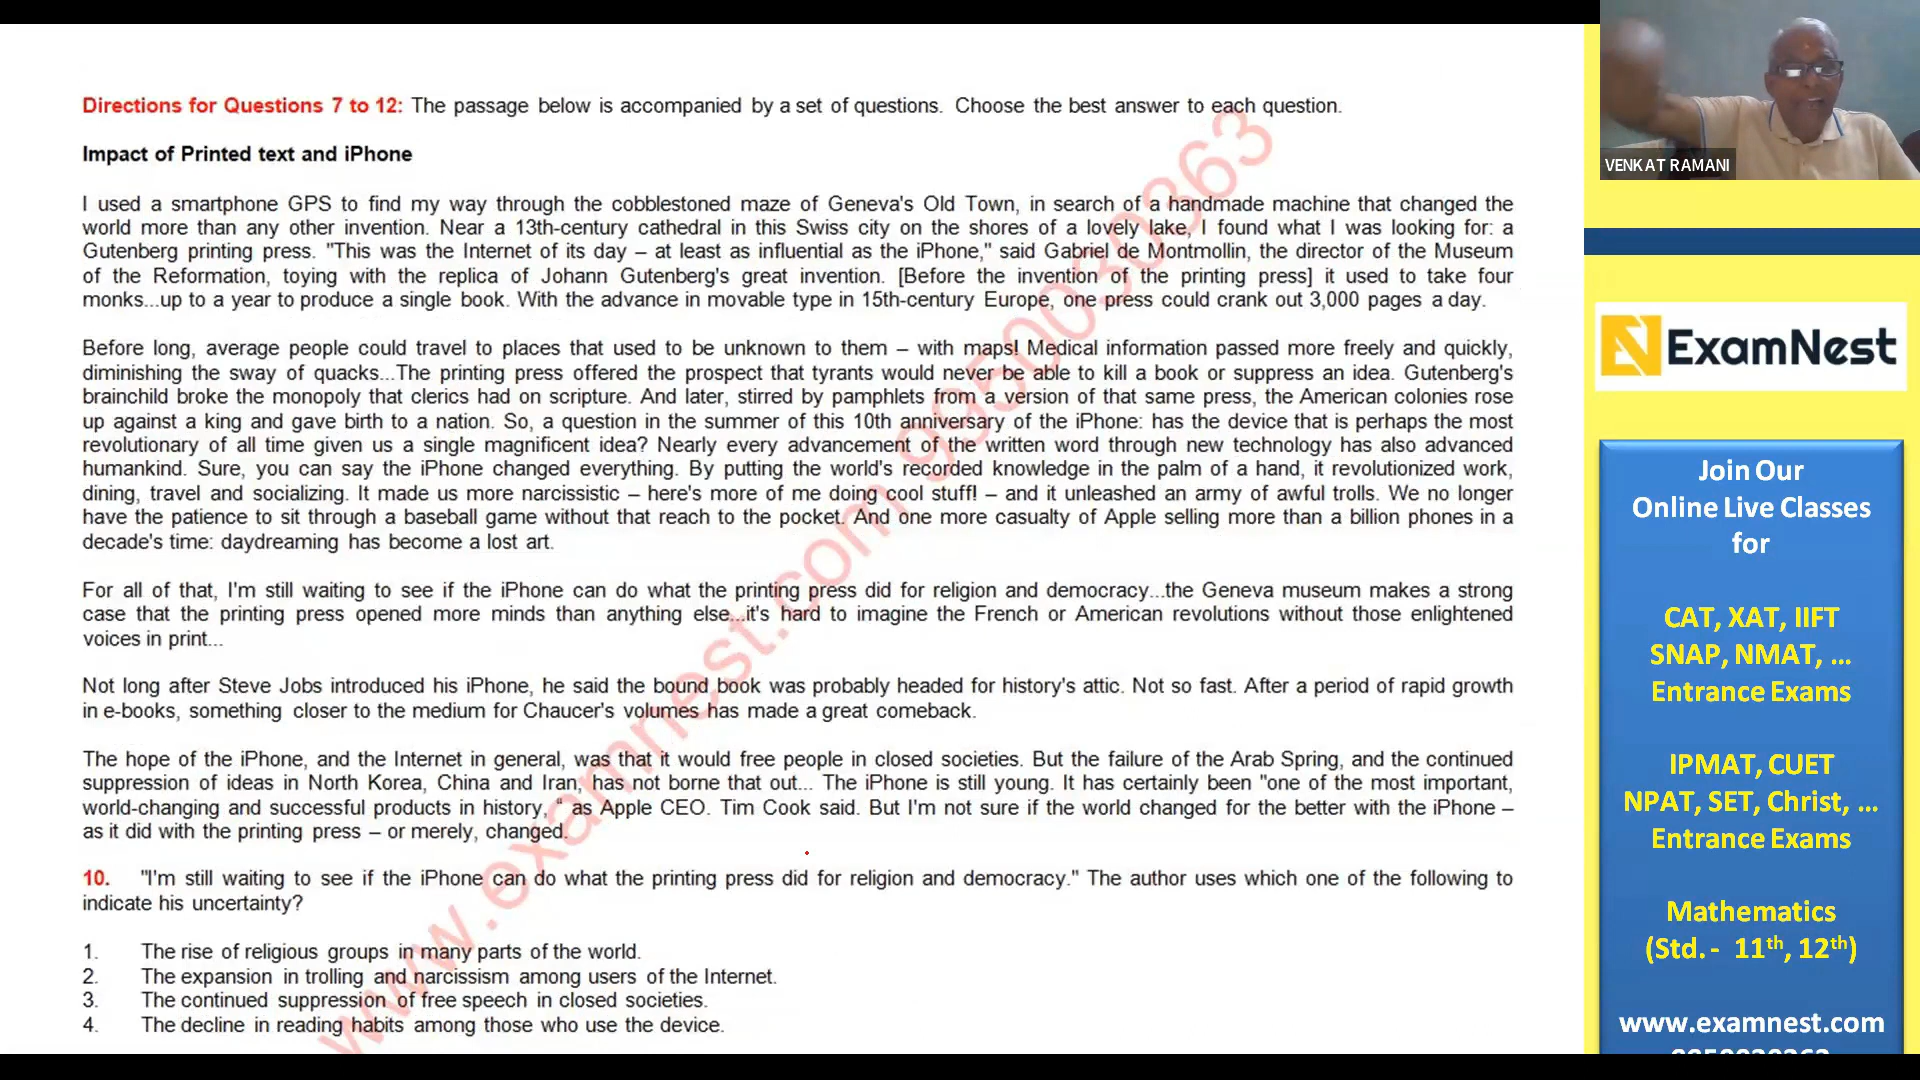 Directions for Questions 7 to 12: The passage below is accompanied by a set of questions. Choose the best answer to each question.
Impact of Printed text and iPhone
I used a smartphone GPS to find my way through the cobblestoned maze of Geneva's Old Town, in search of a handmade machine that changed the
world more than any other invention. Near a 13th-century cathedral in this Swiss city on the shores of a lovely lake, I found what I was looking for: a
Gutenberg printing press. "This was the Internet of its day – at least as influential as the iPhone," said Gabriel de Montmollin, the director of the Museum
of the Reformation, toying with the replica of Johann Gutenberg's great invention. [Before the invention of the printing press] it used to take four
monks...up to a year to produce a single book. With the advance in movable type in 15th-century Europe, one press could crank out 3,000 pages a day.
Before long, average people could travel to places that used to be unknown to them – with maps! Medical information passed more freely and quickly,
diminishing the sway of quacks...The printing press offered the prospect that tyrants would never be able to kill a book or suppress an idea. Gutenberg's
brainchild broke the monopoly that clerics had on scripture. And later, stirred by pamphlets from a version of that same press, the American colonies rose
up against a king and gave birth to a nation. So, a question in the summer of this 10th anniversary of the iPhone: has the device that is perhaps the most
revolutionary of all time given us a single magnificent idea? Nearly every advancement of the written word through new technology has also advanced
humankind. Sure, you can say the iPhone changed everything. By putting the world's recorded knowledge in the palm of a hand, it revolutionized work,
dining, travel and socializing. It made us more narcissistic – here's more of me doing cool stuff! – and it unleashed an army of awful trolls. We no longer
have the patience to sit through a baseball game without that reach to the pocket. And one more casualty of Apple selling more than a billion phones in a
decade's time: daydreaming has become a lost art.
For all of that, I'm still waiting to see if the iPhone can do what the printing press did for religion and democracy...the Geneva museum makes a strong
case that the printing press opened more minds than anything else...it's hard to imagine the French or American revolutions without those enlightened
voices in print...
Not long after Steve Jobs introduced his iPhone, he said the bound book was probably headed for history's attic. Not so fast. After a period of rapid growth
in e-books, something closer to the medium for Chaucer's volumes has made a great comeback.
The hope of the iPhone, and the Internet in general, was that it would free people in closed societies. But the failure of the Arab Spring, and the continued
suppression of ideas in North Korea, China and Iran, has not borne that out... The iPhone is still young. It has certainly been "one of the most important,
world-changing and successful products in history, “ as Apple CEO. Tim Cook said. But I'm not sure if the world changed for the better with the iPhone –
as it did with the printing press – or merely, changed.
10. "I'm still waiting to see if the iPhone can do what the printing press did for religion and democracy." The author uses which one of the following to
indicate his uncertainty?
1. The rise of religious groups in many parts of the world.
2. The expansion in trolling and narcissism among users of the Internet.
3. The continued suppression of free speech in closed societies.
4. The decline in reading habits among those who use the device.
www.examnest.com 9950030363
VENKAT RAMANI
ExamNest
Join Our
Online Live Classes
for
CAT, XAT, IIFT
SNAP, NMAT, ...
Entrance Exams
IPMAT, CUET
NPAT, SET, Christ, ...
Entrance Exams
Mathematics
(Std. - 11th, 12th)
www.examnest.com